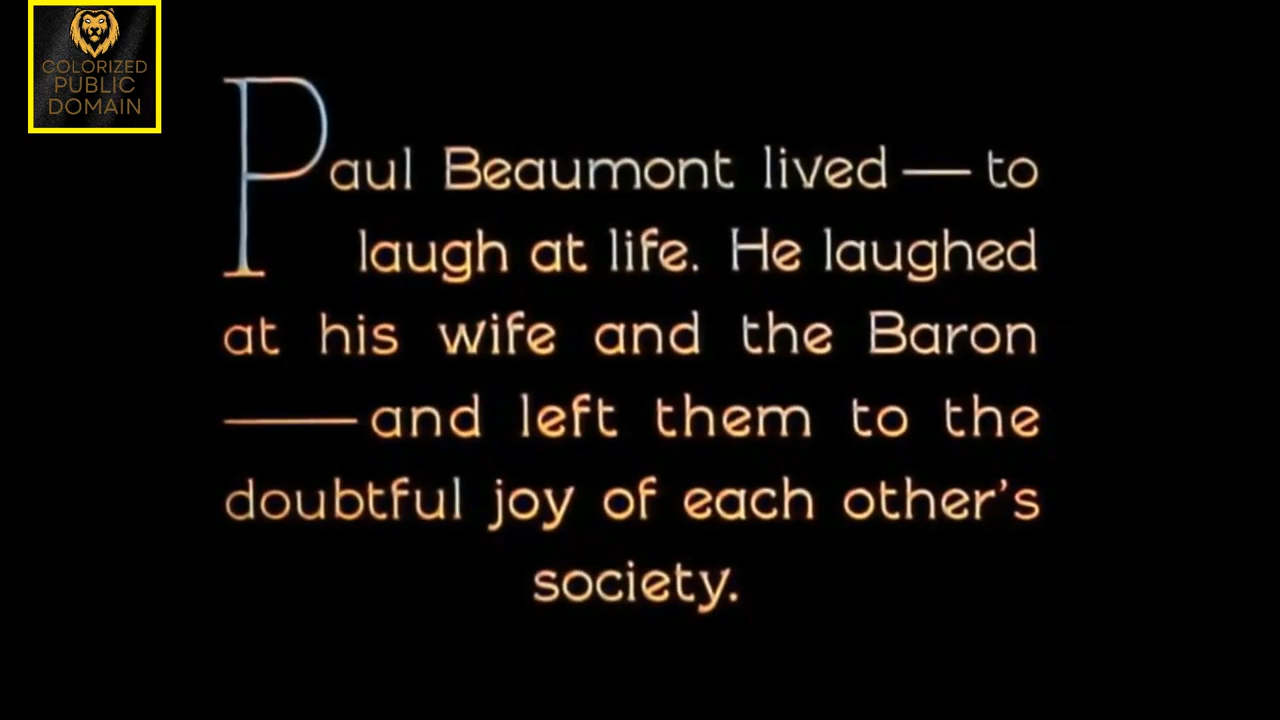 COLORIZED
PUBLIC
DOMAIN
Paul Beaumont lived — to
laugh at life. He laughed
at his wife and the Baron
— and left them to the
doubtful joy of each other's
society.